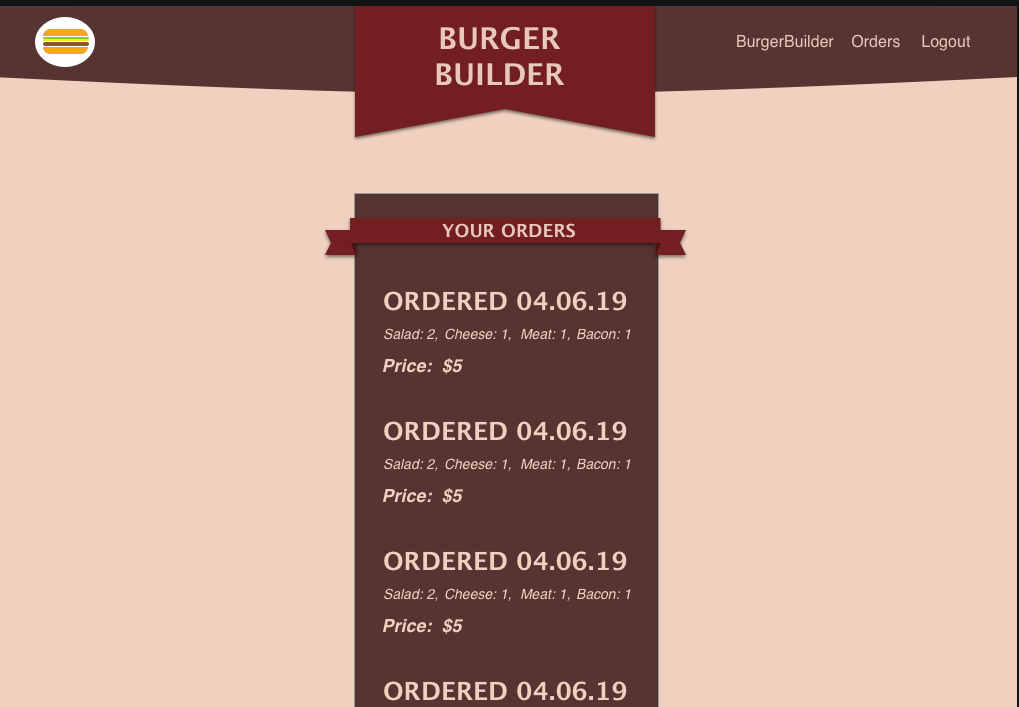 BURGER
BUILDER
BurgerBuilder Orders Logout
YOUR ORDERS
ORDERED 04.06.19
Salad: 2, Cheese: 1, Meat: 1, Bacon: 1
Price: $5
ORDERED 04.06.19
Salad: 2, Cheese: 1, Meat: 1, Bacon: 1
Price: $5
ORDERED 04.06.19
Salad: 2, Cheese: 1, Meat: 1, Bacon: 1
Price: $5
ORDERED 04.06.19